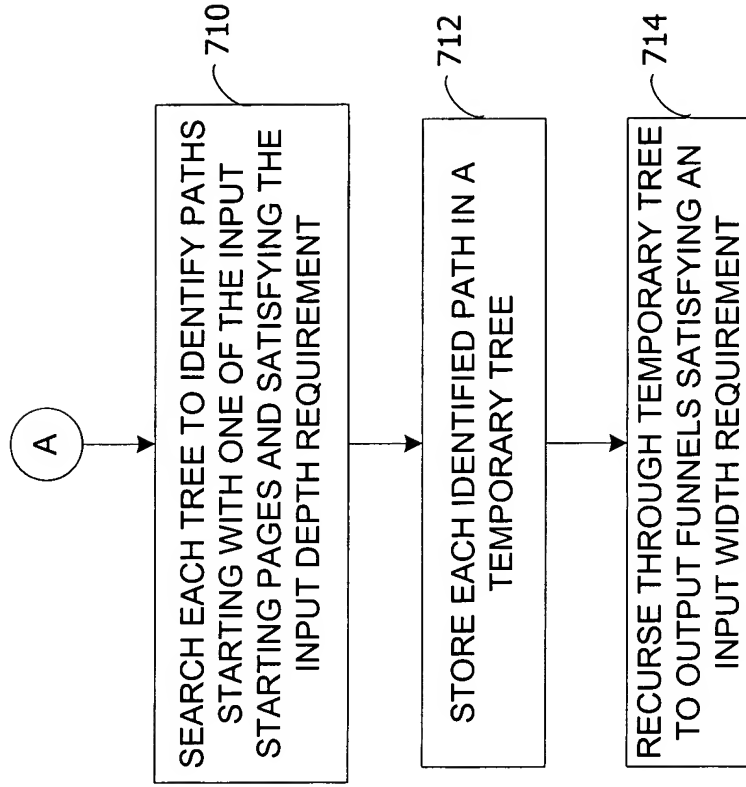 A
710
SEARCH EACH TREE TO IDENTIFY PATHS
STARTING WITH ONE OF THE INPUT
STARTING PAGES AND SATISFYING THE
INPUT DEPTH REQUIREMENT
712
STORE EACH IDENTIFIED PATH IN A
TEMPORARY TREE
714
RECURSE THROUGH TEMPORARY TREE
TO OUTPUT FUNNELS SATISFYING AN
INPUT WIDTH REQUIREMENT